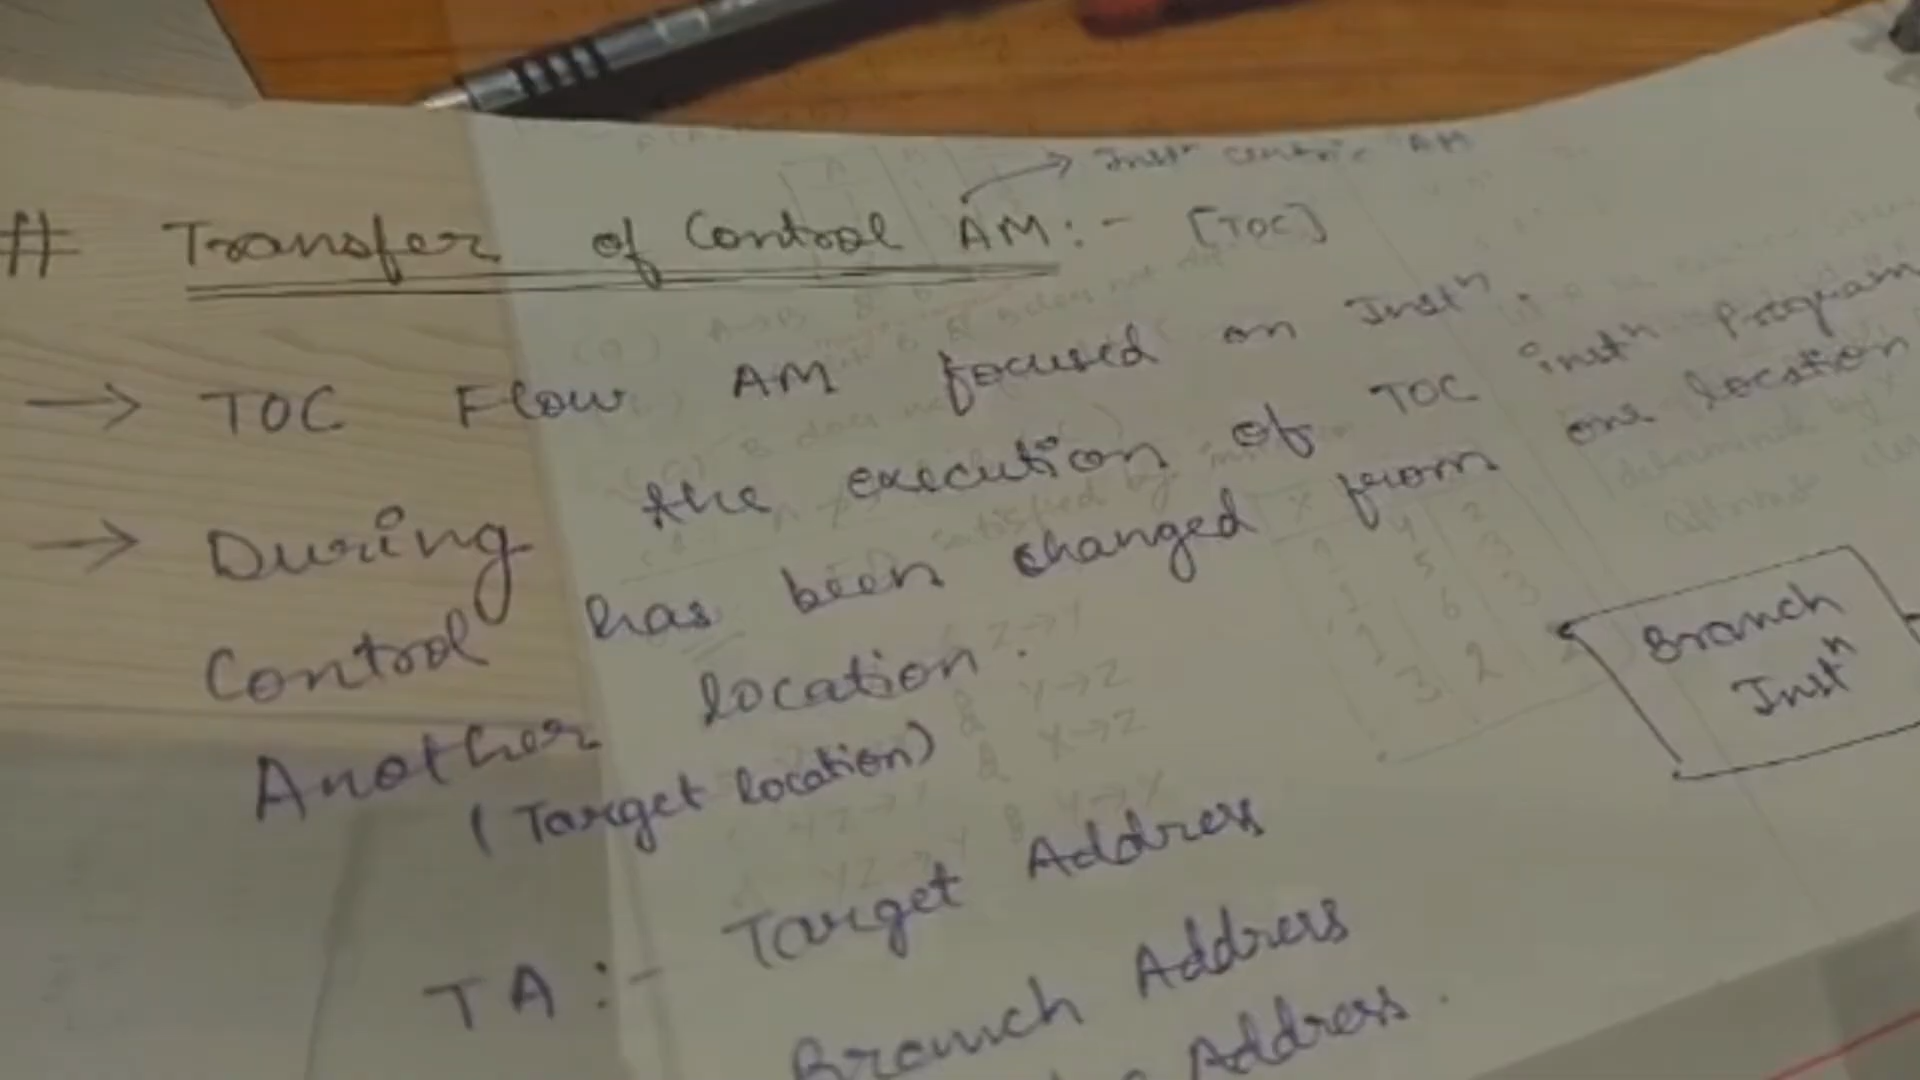 Instⁿ centric AM
# Transfer of Control AM:- [TOC]
→ TOC Flow AM focused on Instⁿ.
→ During the execution of TOC instⁿ Program
Control has been changed from one location
Another location.
(Target location)
Branch
Instⁿ
TA:- Target Address
Branch Address
Address.